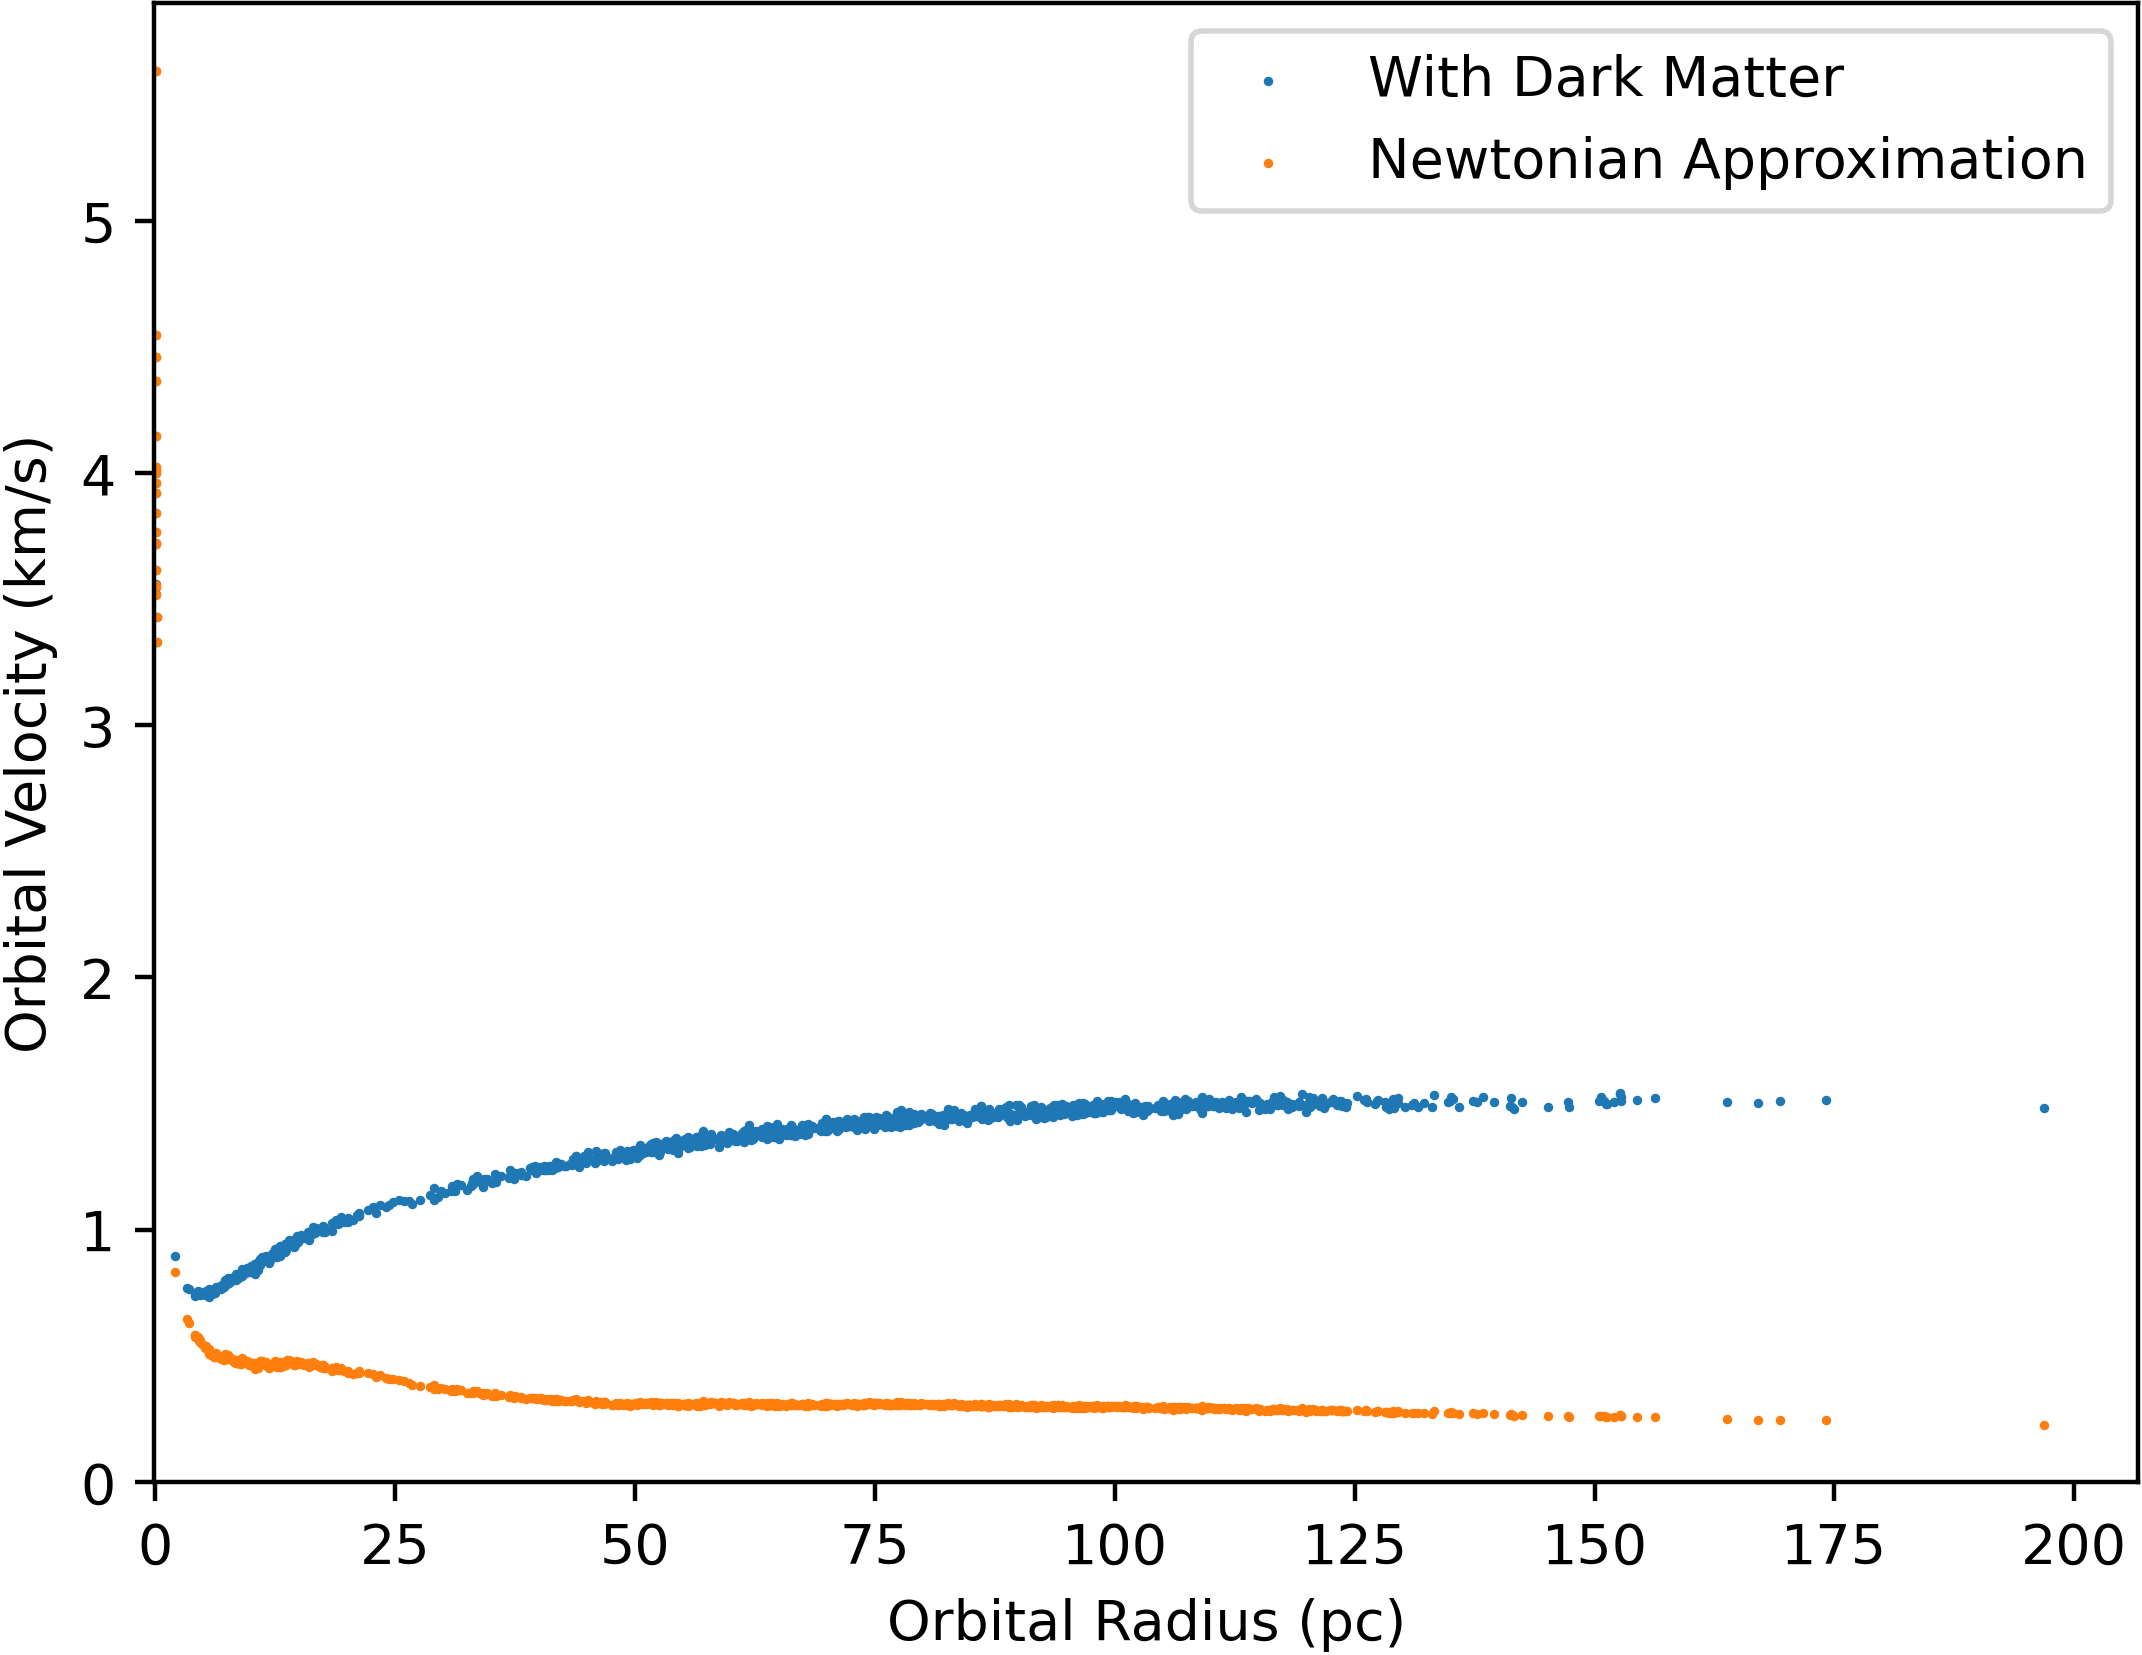 With Dark Matter
Newtonian Approximation
5
4
3
2
1
0
Orbital Velocity (km/s)
0 25 50 75 100 125 150 175 200
Orbital Radius (pc)